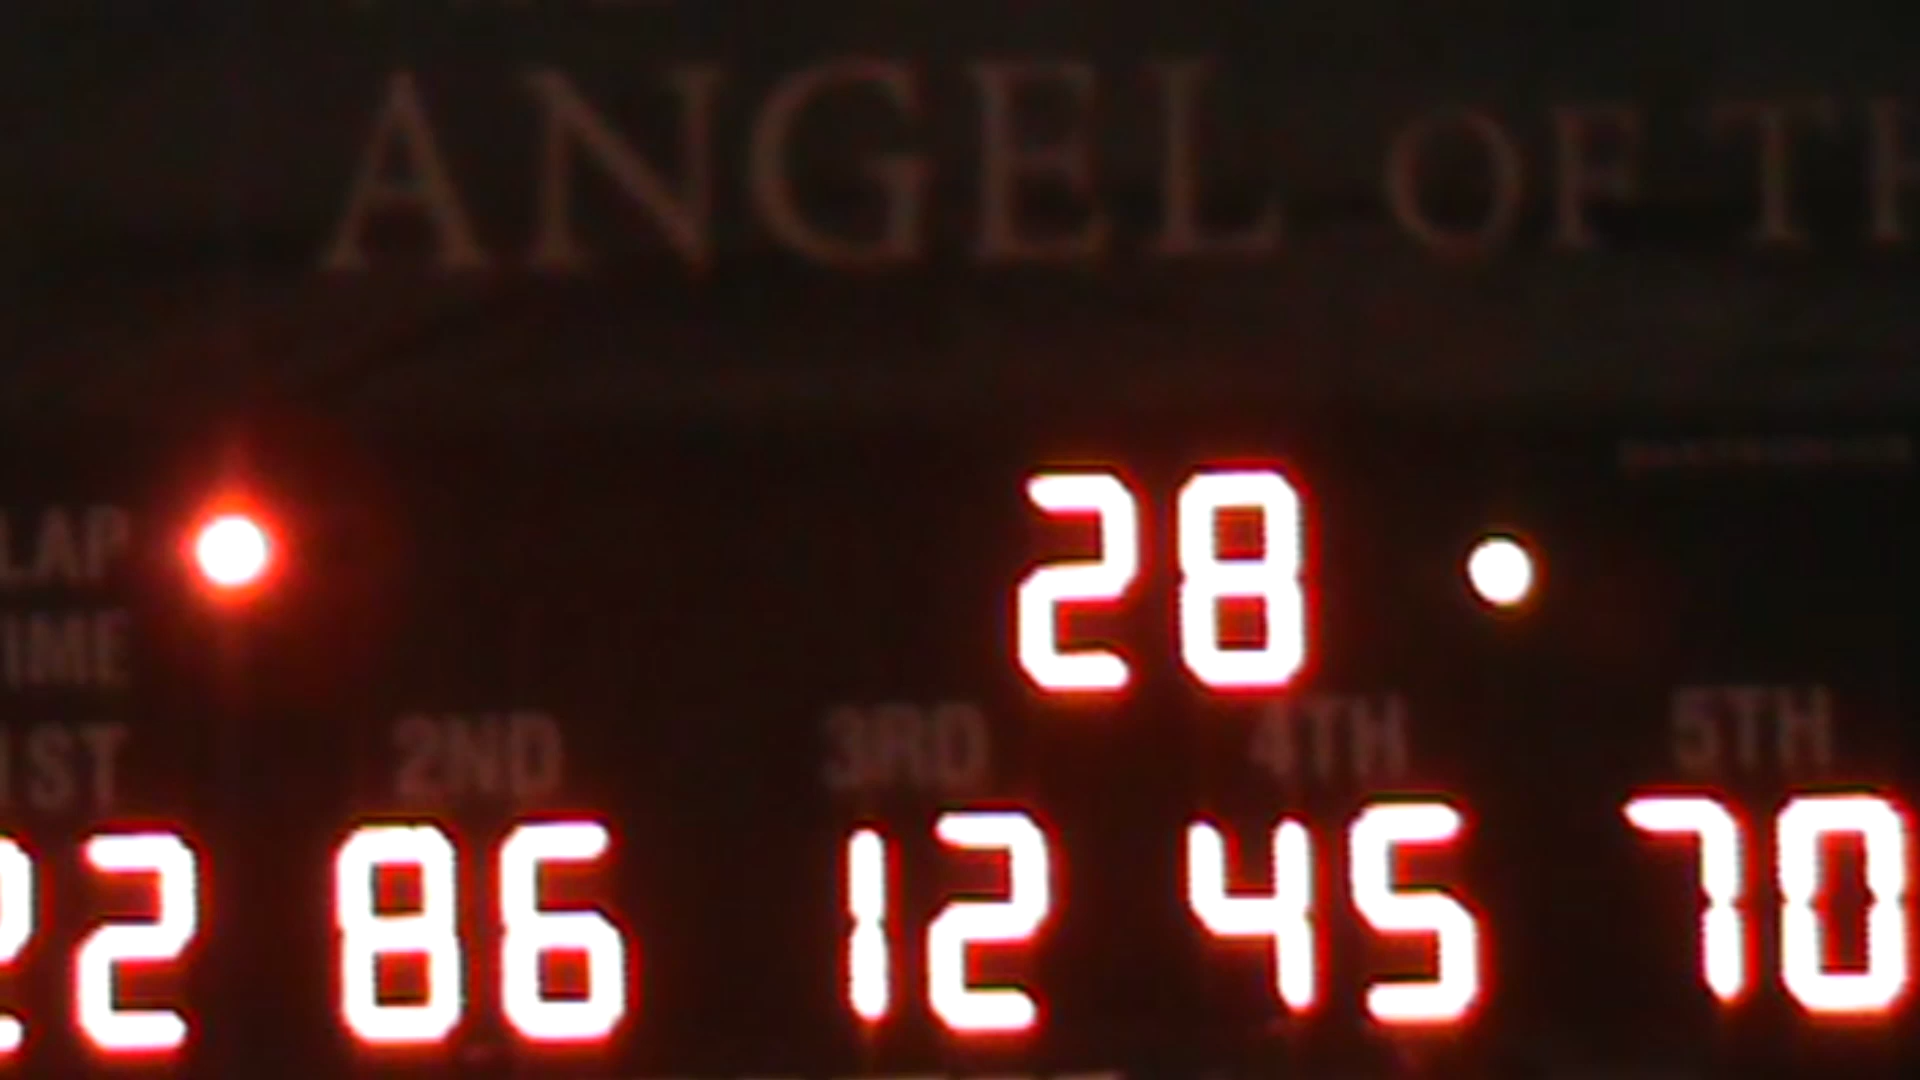 ANGEL OF TH
LAP 28
TIME
1ST 2ND 3RD 4TH 5TH
22 86 12 45 70